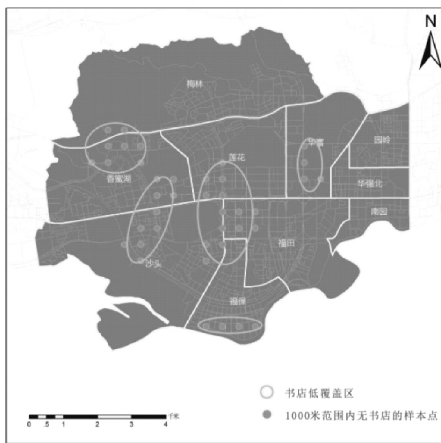 N
梅林
香蜜湖
莲花
华富
园岭
华强北
南园
福田
沙头
福保
0 .5 1 2 3 4 千米
书店低覆盖区
1000米范围内无书店的样本点